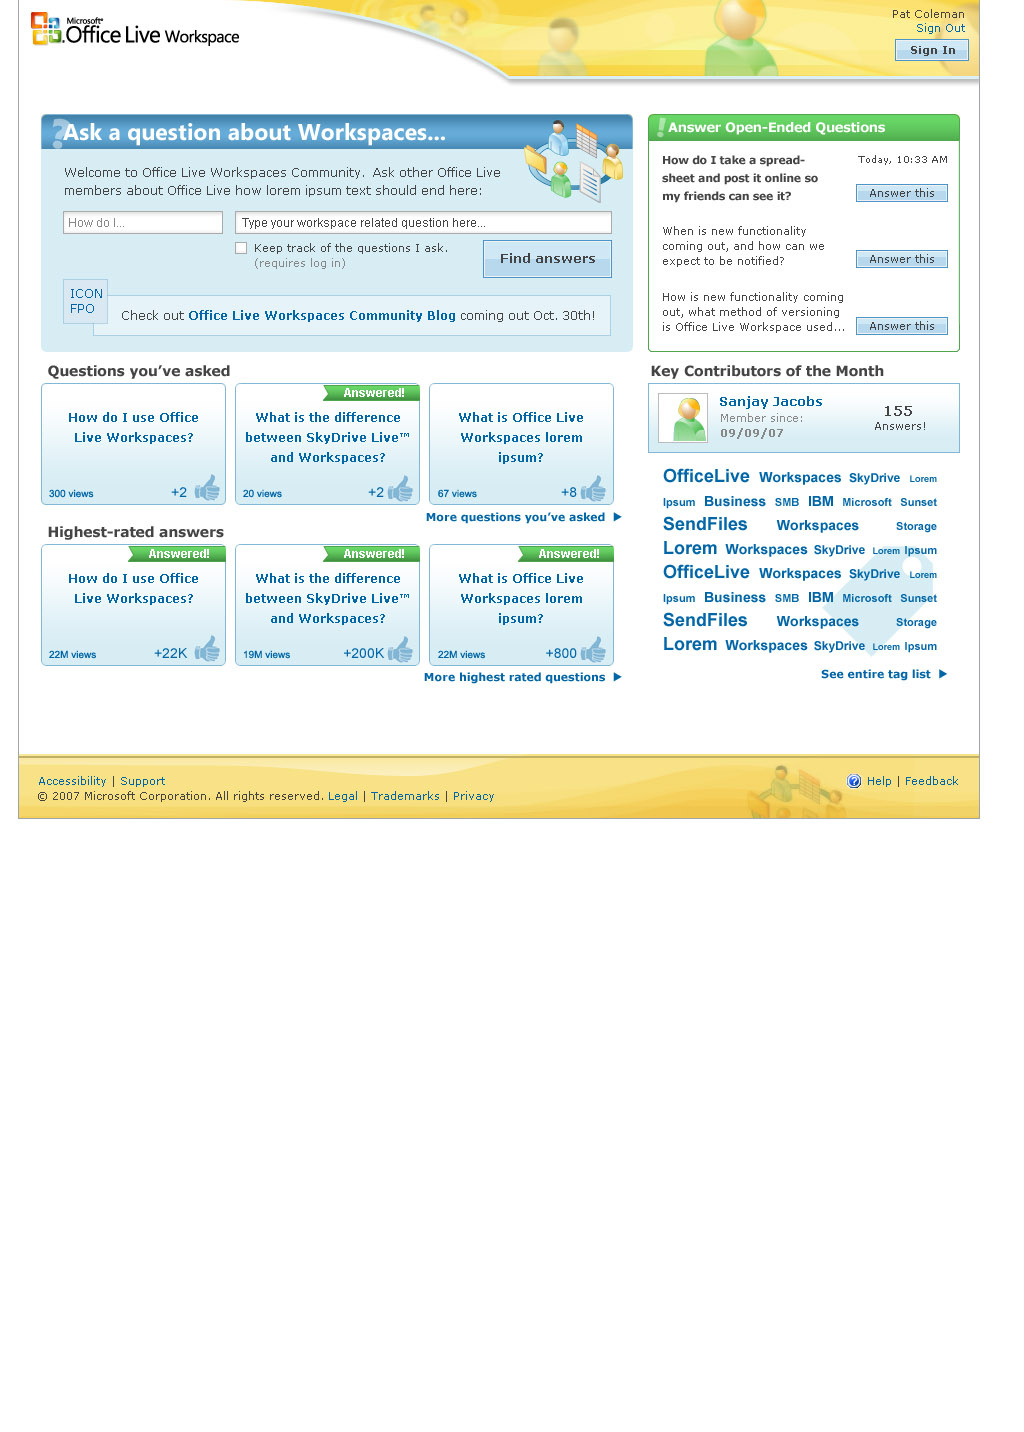 Microsoft®
Office Live Workspace
Pat Coleman
Sign Out
Sign In
Ask a question about Workspaces...
Welcome to Office Live Workspaces Community. Ask other Office Live
members about Office Live how lorem ipsum text should end here:
How do I...
Type your workspace related question here...
Keep track of the questions I ask.
(requires log in)
Find answers
ICON
FPO
Check out Office Live Workspaces Community Blog coming out Oct. 30th!
Answer Open-Ended Questions
How do I take a spread-
sheet and post it online so
my friends can see it?
Today, 10:33 AM
Answer this
When is new functionality
coming out, and how can we
expect to be notified?
Answer this
How is new functionality coming
out, what method of versioning
is Office Live Workspace used...
Answer this
Questions you've asked
How do I use Office
Live Workspaces?
300 views +2
Answered!
What is the difference
between SkyDrive Live™
and Workspaces?
20 views +2
What is Office Live
Workspaces lorem
ipsum?
67 views +8
More questions you've asked
Highest-rated answers
Answered!
How do I use Office
Live Workspaces?
22M views +22K
Answered!
What is the difference
between SkyDrive Live™
and Workspaces?
19M views +200K
Answered!
What is Office Live
Workspaces lorem
ipsum?
22M views +800
More highest rated questions
Key Contributors of the Month
Sanjay Jacobs
Member since:
09/09/07
155
Answers!
OfficeLive Workspaces SkyDrive Lorem
Ipsum Business SMB IBM Microsoft Sunset
SendFiles Workspaces Storage
Lorem Workspaces SkyDrive Lorem Ipsum
OfficeLive Workspaces SkyDrive Lorem
Ipsum Business SMB IBM Microsoft Sunset
SendFiles Workspaces Storage
Lorem Workspaces SkyDrive Lorem Ipsum
See entire tag list
Accessibility | Support
© 2007 Microsoft Corporation. All rights reserved. Legal | Trademarks | Privacy
Help | Feedback